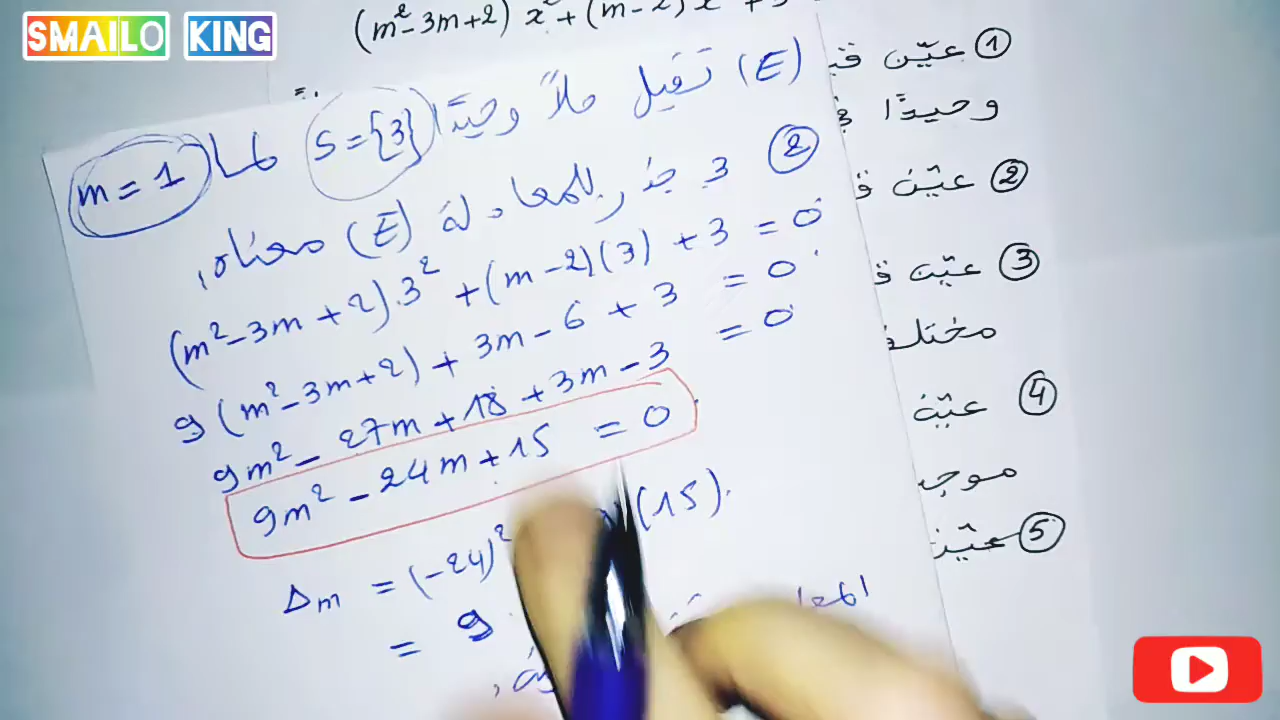 SMAILO KING
(m²-3m+2) x² + (m-2) x + 3
① عيّن
وحيدًا
② عيّن
③ عيّن
مختلف
④ عيّن
موجب
⑤ عيّن
(E) تقبل حلاً وحيدًا S={3} لما m = 1
② 3 جذر للمعادلة (E) معناه،
(m²-3m+2).3² + (m-2)(3) + 3 = 0
9(m²-3m+2) + 3m - 6 + 3 = 0
9m² - 27m + 18 + 3m - 3 = 0
9m² - 24m + 15 = 0
Δm = (-24)² (15).
= 9